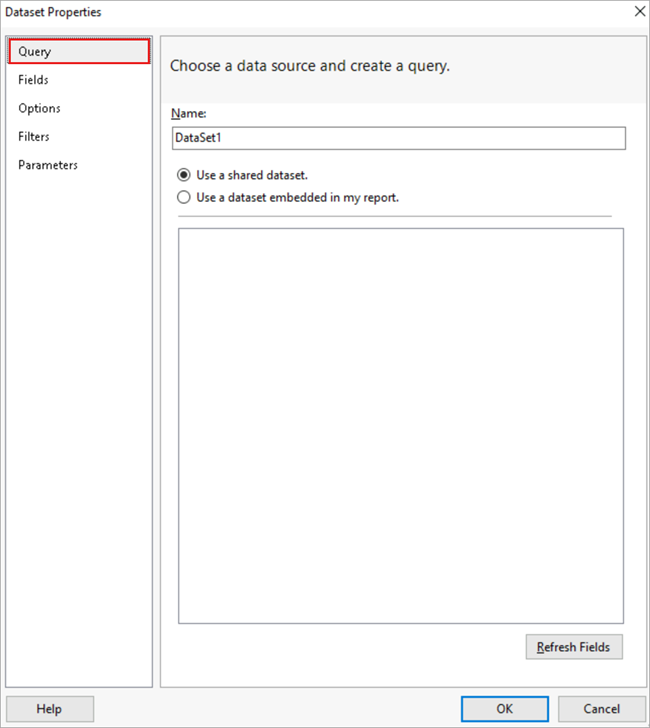 Dataset Properties
Query
Fields
Options
Filters
Parameters
Choose a data source and create a query.
Name:
DataSet1
Use a shared dataset.
Use a dataset embedded in my report.
Refresh Fields
Help
OK
Cancel